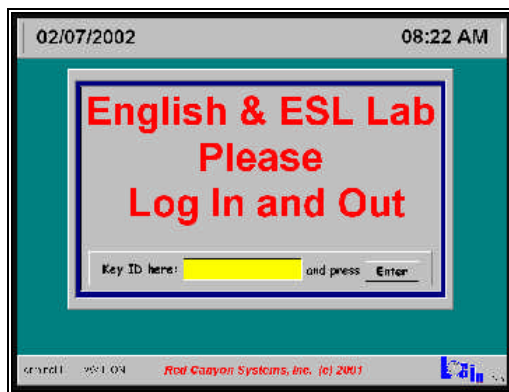 02/07/2002 08:22 AM
English & ESL Lab
Please
Log In and Out
Key ID here: and press Enter
Red Canyon Systems, Inc. (c) 2001